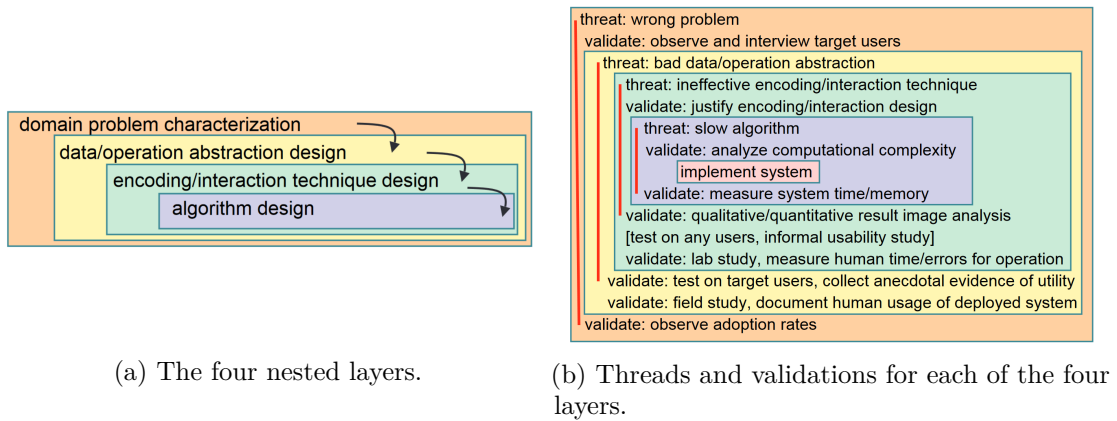 domain problem characterization
data/operation abstraction design
encoding/interaction technique design
algorithm design
(a) The four nested layers.
threat: wrong problem
validate: observe and interview target users
threat: bad data/operation abstraction
threat: ineffective encoding/interaction technique
validate: justify encoding/interaction design
threat: slow algorithm
validate: analyze computational complexity
implement system
validate: measure system time/memory
validate: qualitative/quantitative result image analysis
[test on any users, informal usability study]
validate: lab study, measure human time/errors for operation
validate: test on target users, collect anecdotal evidence of utility
validate: field study, document human usage of deployed system
validate: observe adoption rates
(b) Threads and validations for each of the four
layers.